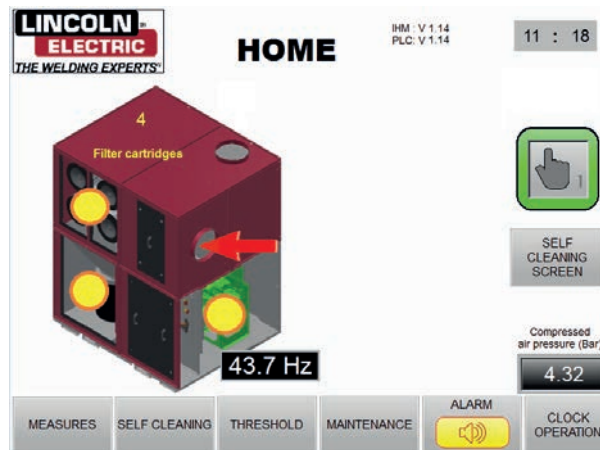 LINCOLN
ELECTRIC
THE WELDING EXPERTS®
HOME
IHM : V 1.14
PLC: V 1.14
11 : 18
4
Filter cartridges
1
SELF
CLEANING
SCREEN
Compressed
air pressure (Bar)
4.32
43.7 Hz
MEASURES
SELF CLEANING
THRESHOLD
MAINTENANCE
ALARM
CLOCK
OPERATION